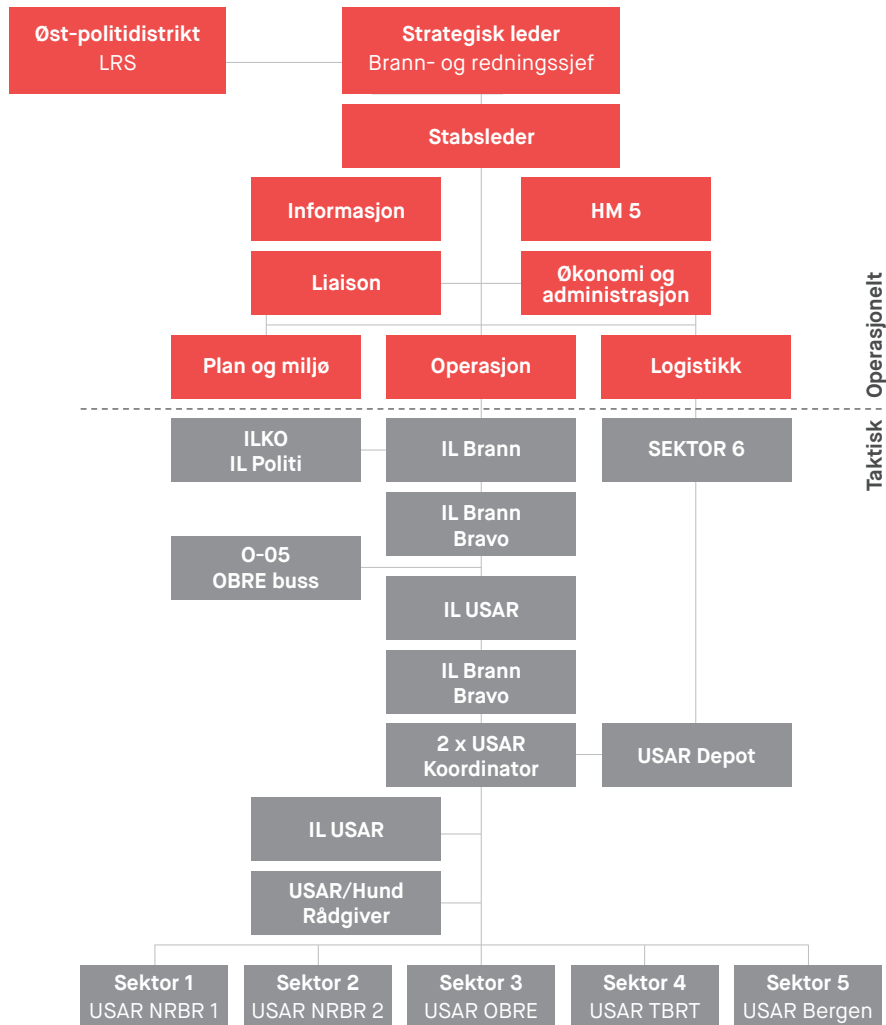 Øst-politidistrikt
LRS
Strategisk leder
Brann- og redningssjef
Stabsleder
Informasjon
HM 5
Liaison
Økonomi og
administrasjon
Plan og miljø
Operasjon
Logistikk
Operasjonelt
Taktisk
ILKO
IL Politi
IL Brann
SEKTOR 6
IL Brann
Bravo
O-05
OBRE buss
IL USAR
IL Brann
Bravo
2 x USAR
Koordinator
USAR Depot
IL USAR
USAR/Hund
Rådgiver
Sektor 1
USAR NRBR 1
Sektor 2
USAR NRBR 2
Sektor 3
USAR OBRE
Sektor 4
USAR TBRT
Sektor 5
USAR Bergen